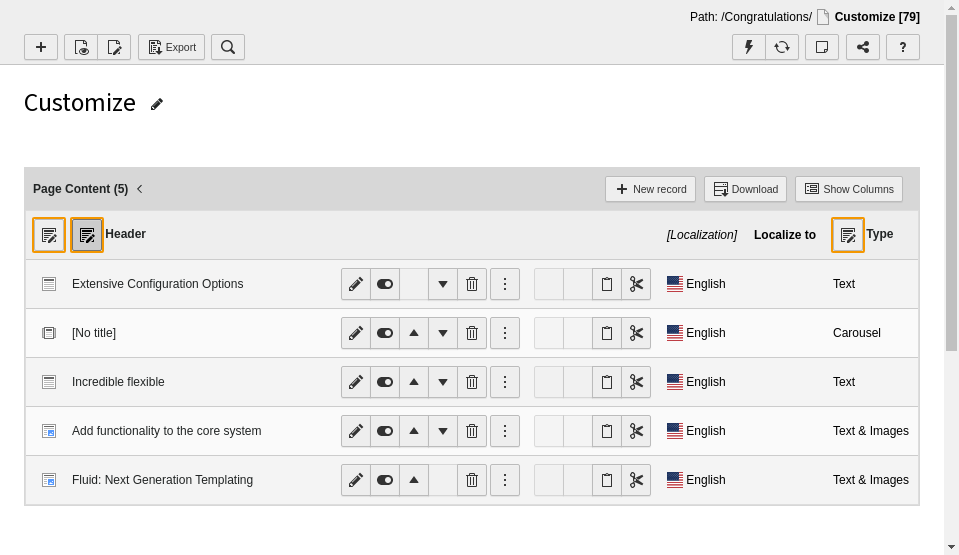 Path: /Congratulations/ Customize [79]
+ Export ?
Customize
Page Content (5) New record Download Show Columns
Header [Localization] Localize to Type
Extensive Configuration Options English Text
[No title] English Carousel
Incredible flexible English Text
Add functionality to the core system English Text & Images
Fluid: Next Generation Templating English Text & Images